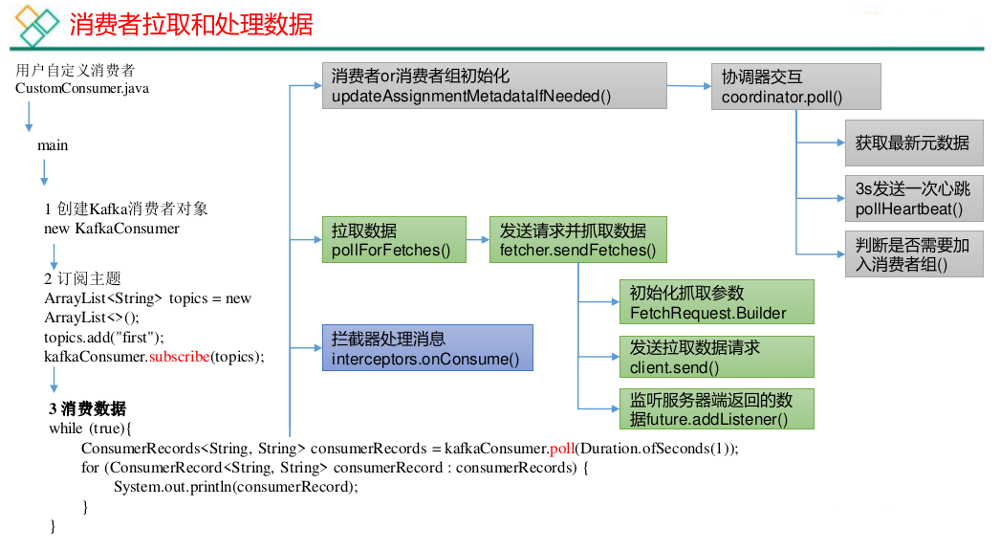 消费者拉取和处理数据
用户自定义消费者
CustomConsumer.java
main
1 创建Kafka消费者对象
new KafkaConsumer
2 订阅主题
ArrayList<String> topics = new
ArrayList<>();
topics.add("first");
kafkaConsumer.subscribe(topics);
3 消费数据
while (true){
ConsumerRecords<String, String> consumerRecords = kafkaConsumer.poll(Duration.ofSeconds(1));
for (ConsumerRecord<String, String> consumerRecord : consumerRecords) {
System.out.println(consumerRecord);
}
}
消费者or消费者组初始化
updateAssignmentMetadataIfNeeded()
协调器交互
coordinator.poll()
获取最新元数据
3s发送一次心跳
pollHeartbeat()
判断是否需要加
入消费者组()
拉取数据
pollForFetches()
发送请求并抓取数据
fetcher.sendFetches()
初始化抓取参数
FetchRequest.Builder
发送拉取数据请求
client.send()
监听服务器端返回的数
据future.addListener()
拦截器处理消息
interceptors.onConsume()